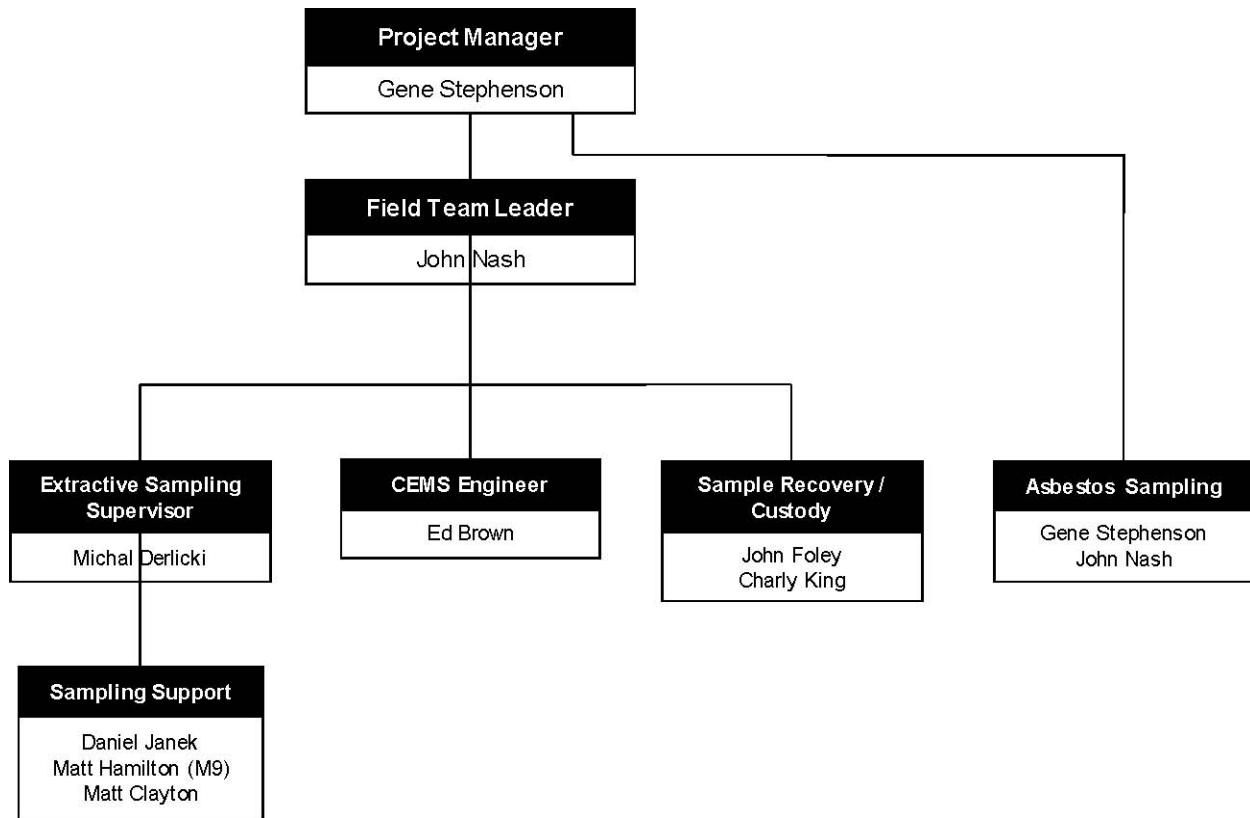 Project Manager
Gene Stephenson
Field Team Leader
John Nash
Extractive Sampling
Supervisor
Michal Derlicki
CEMS Engineer
Ed Brown
Sample Recovery /
Custody
John Foley
Charly King
Asbestos Sampling
Gene Stephenson
John Nash
Sampling Support
Daniel Janek
Matt Hamilton (M9)
Matt Clayton